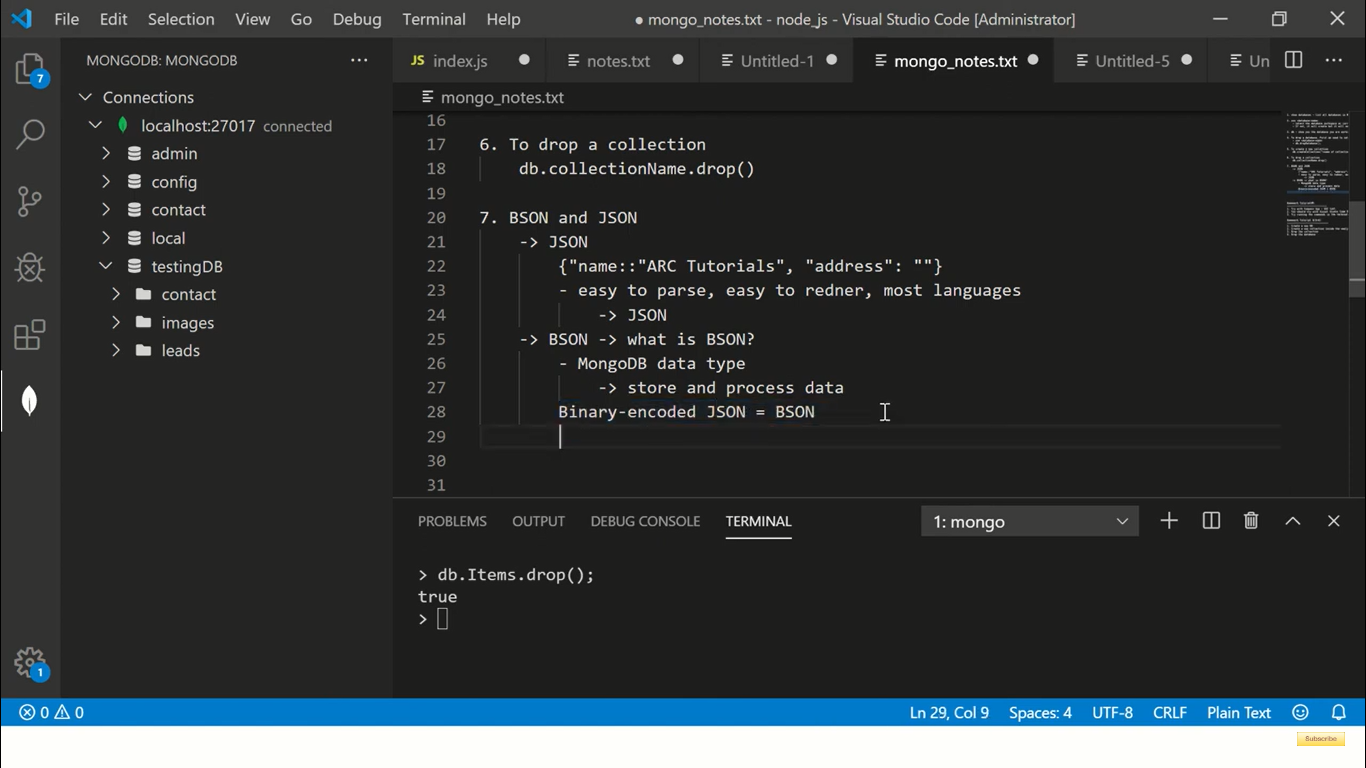 File Edit Selection View Go Debug Terminal Help ● mongo_notes.txt - node_js - Visual Studio Code [Administrator]
7
1
MONGODB: MONGODB
Connections
localhost:27017 connected
admin
config
contact
local
testingDB
contact
images
leads
JS index.js notes.txt Untitled-1 mongo_notes.txt Untitled-5 Un
mongo_notes.txt
16
17 6. To drop a collection
18 db.collectionName.drop()
19
20 7. BSON and JSON
21 -> JSON
22 {"name::"ARC Tutorials", "address": ""}
23 - easy to parse, easy to redner, most languages
24 -> JSON
25 -> BSON -> what is BSON?
26 - MongoDB data type
27 -> store and process data
28 Binary-encoded JSON = BSON
29
30
31
PROBLEMS OUTPUT DEBUG CONSOLE TERMINAL 1: mongo
> db.Items.drop();
true
>
0 0 Ln 29, Col 9 Spaces: 4 UTF-8 CRLF Plain Text
Subscribe